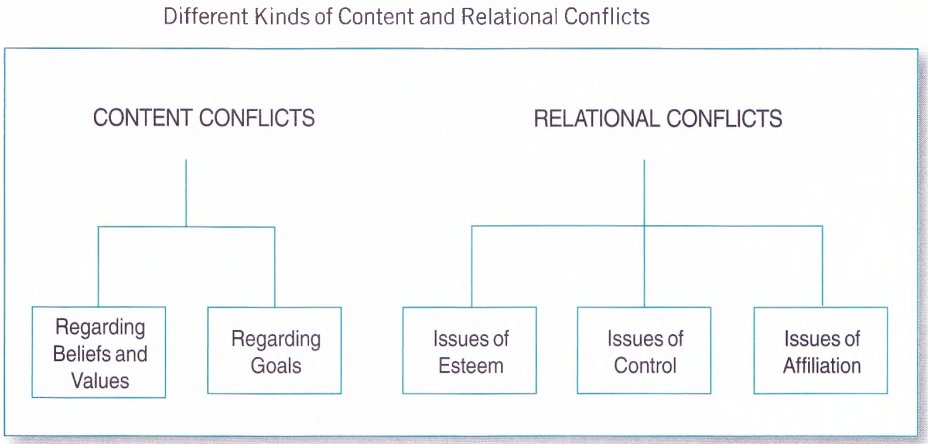 Different Kinds of Content and Relational Conflicts
CONTENT CONFLICTS
RELATIONAL CONFLICTS
Regarding
Beliefs and
Values
Regarding
Goals
Issues of
Esteem
Issues of
Control
Issues of
Affiliation